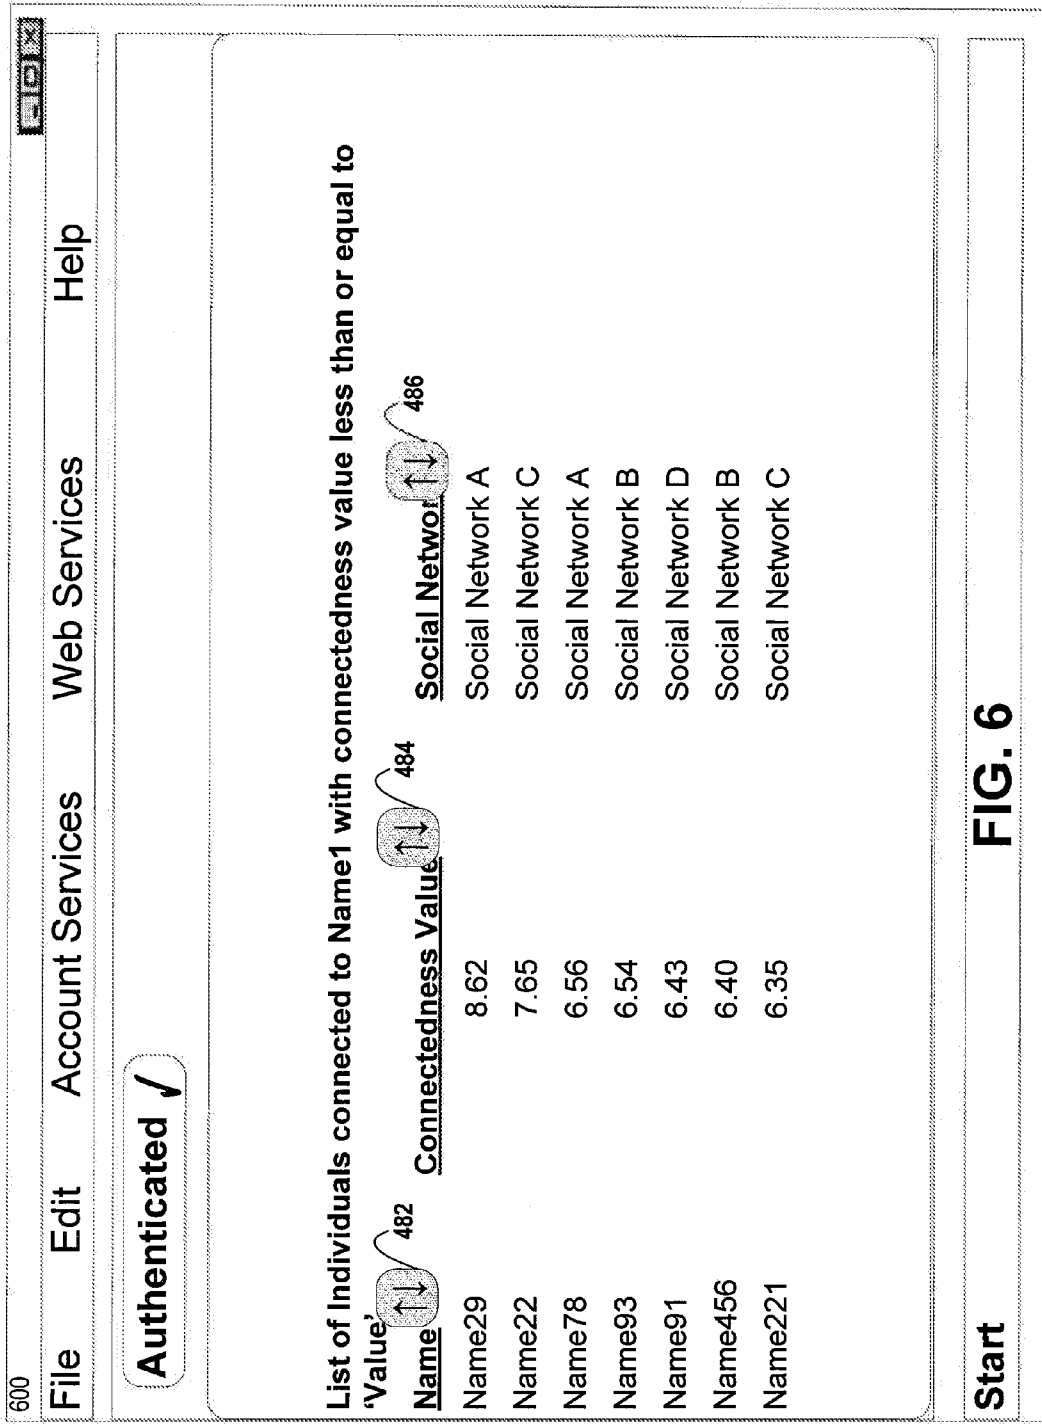 600
File Edit Account Services Web Services Help
Authenticated ✓
List of Individuals connected to Name1 with connectedness value less than or equal to
‘Value’
482 484 486
Name ↑↓ Connectedness Value ↑↓ Social Networ ↑↓
Name29 8.62 Social Network A
Name22 7.65 Social Network C
Name78 6.56 Social Network A
Name93 6.54 Social Network B
Name91 6.43 Social Network D
Name456 6.40 Social Network B
Name221 6.35 Social Network C
Start
FIG. 6